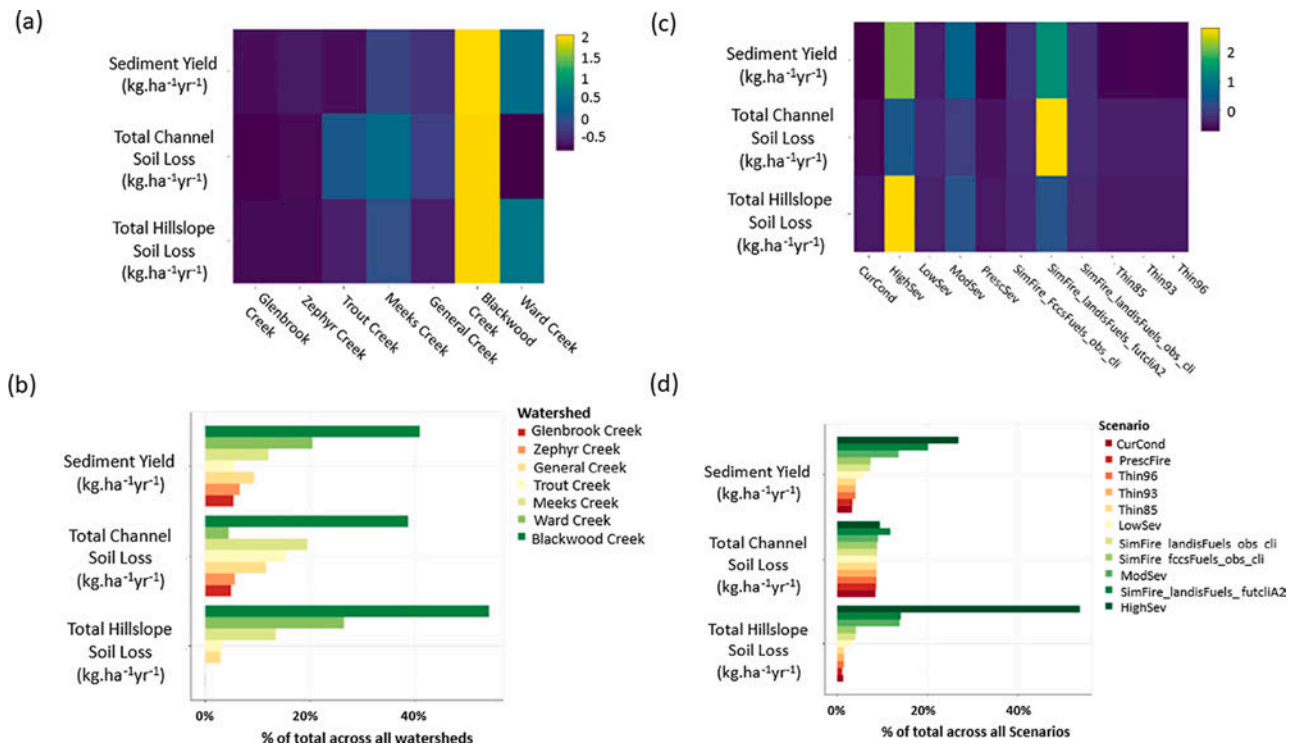 (a)
Sediment Yield
(kg.ha⁻¹yr⁻¹)
Total Channel
Soil Loss
(kg.ha⁻¹yr⁻¹)
Total Hillslope
Soil Loss
(kg.ha⁻¹yr⁻¹)
2
1.5
1
0.5
0
-0.5
Glenbrook
Creek
Zephyr Creek
Trout Creek
Meeks Creek
General Creek
Blackwood
Creek
Ward Creek
(c)
Sediment Yield
(kg.ha⁻¹yr⁻¹)
Total Channel
Soil Loss
(kg.ha⁻¹yr⁻¹)
Total Hillslope
Soil Loss
(kg.ha⁻¹yr⁻¹)
2
1
0
CurCond
HighSev
LowSev
ModSev
PrescSev
SimFire_FccsFuels_obs_cli
SimFire_landisFuels_futcliA2
SimFire_landisFuels_obs_cli
Thin85
Thin93
Thin96
(b)
Sediment Yield
(kg.ha⁻¹yr⁻¹)
Total Channel
Soil Loss
(kg.ha⁻¹yr⁻¹)
Total Hillslope
Soil Loss
(kg.ha⁻¹yr⁻¹)
0%
20%
40%
% of total across all watersheds
Watershed
Glenbrook Creek
Zephyr Creek
General Creek
Trout Creek
Meeks Creek
Ward Creek
Blackwood Creek
(d)
Sediment Yield
(kg.ha⁻¹yr⁻¹)
Total Channel
Soil Loss
(kg.ha⁻¹yr⁻¹)
Total Hillslope
Soil Loss
(kg.ha⁻¹yr⁻¹)
0%
20%
40%
% of total across all Scenarios
Scenario
CurCond
PrescFire
Thin96
Thin93
Thin85
LowSev
SimFire_landisFuels_obs_cli
SimFire_fccsFuels_obs_cli
ModSev
SimFire_landisFuels_futcliA2
HighSev